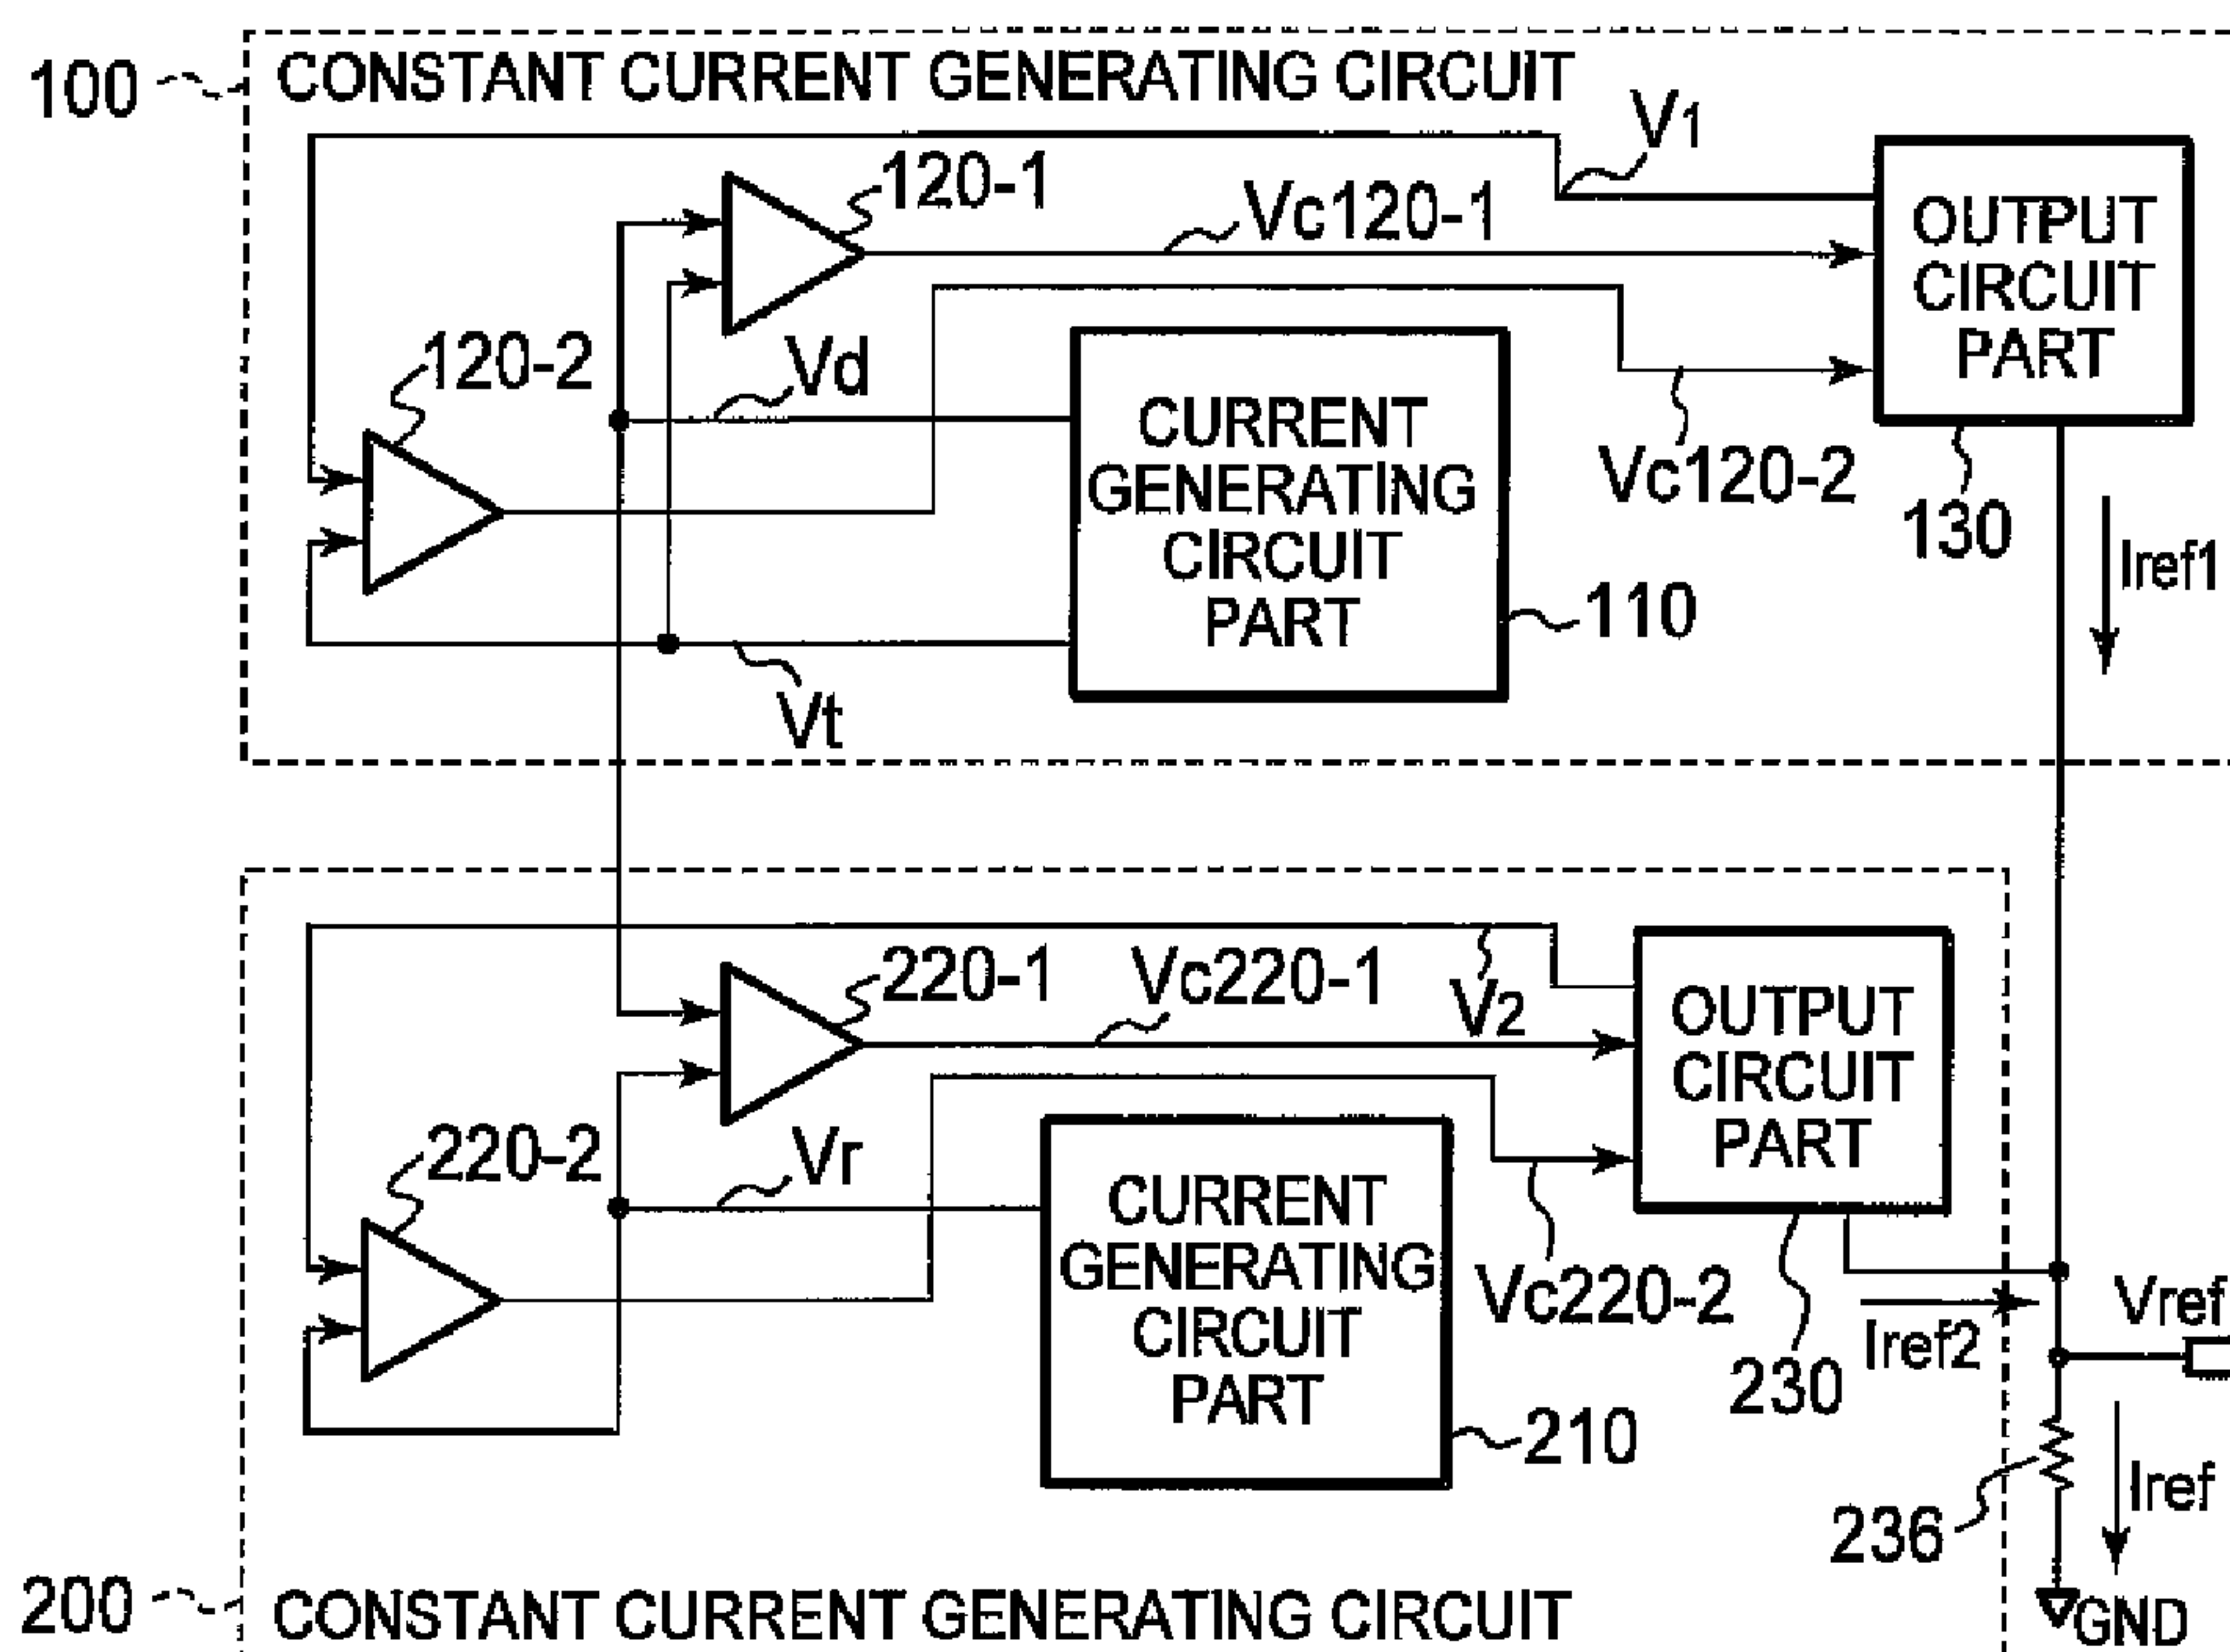 100
CONSTANT CURRENT GENERATING CIRCUIT
V1
120-1
Vc120-1
OUTPUT
CIRCUIT
PART
120-2
Vd
CURRENT
GENERATING
CIRCUIT
PART
Vc120-2
130
Iref1
110
Vt
220-1
Vc220-1
V2
OUTPUT
CIRCUIT
PART
220-2
Vr
CURRENT
GENERATING
CIRCUIT
PART
Vc220-2
230
Iref2
Vref
210
236
Iref
200
CONSTANT CURRENT GENERATING CIRCUIT
GND